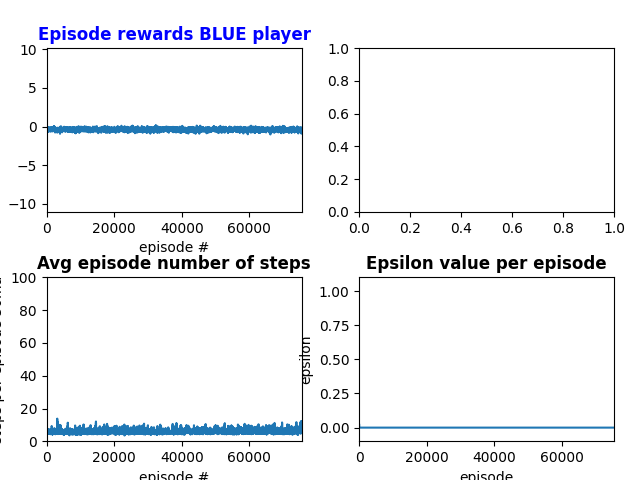 Episode rewards BLUE player
10
5
0
−5
−10
0 20000 40000 60000
episode #
1.0
0.8
0.6
0.4
0.2
0.0
0.0 0.2 0.4 0.6 0.8 1.0
Avg episode number of steps
100
80
60
40
20
0
0 20000 40000 60000
episode #
Epsilon value per episode
epsilon
1.00
0.75
0.50
0.25
0.00
0 20000 40000 60000
episode